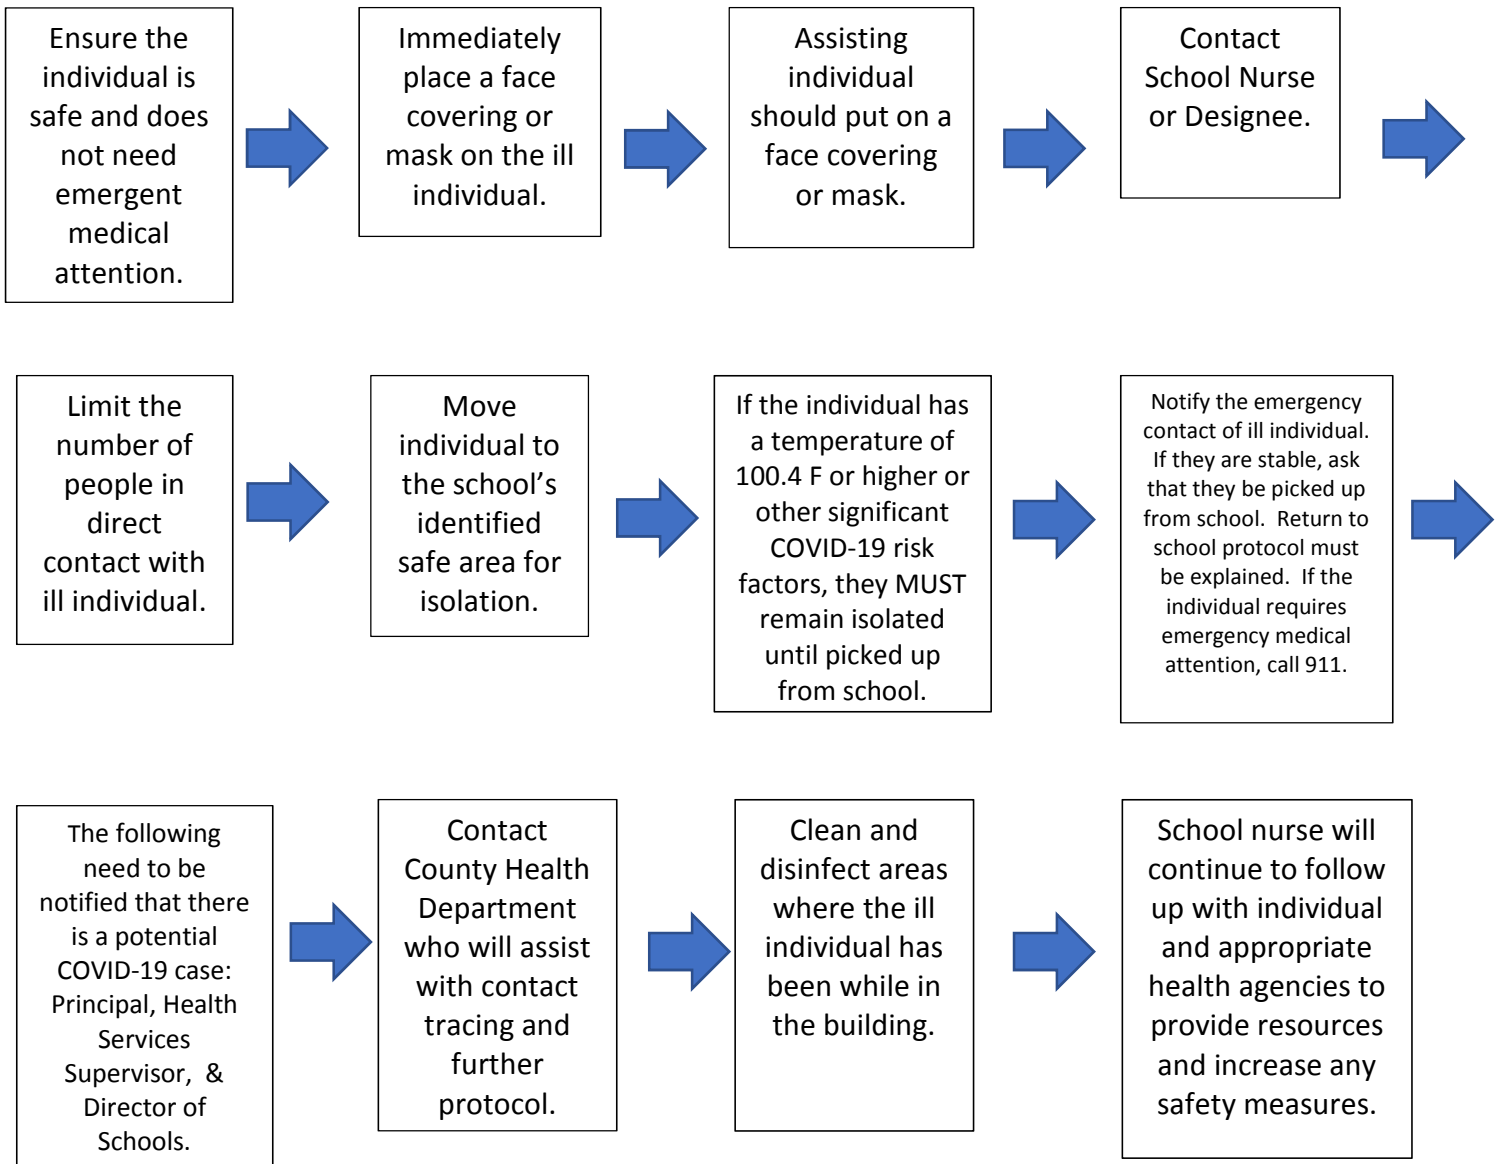 Ensure the
individual is
safe and does
not need
emergent
medical
attention.
Immediately
place a face
covering or
mask on the ill
individual.
Assisting
individual
should put on a
face covering
or mask.
Contact
School Nurse
or Designee.
Limit the
number of
people in
direct
contact with
ill individual.
Move
individual to
the school’s
identified
safe area for
isolation.
If the individual has
a temperature of
100.4 F or higher or
other significant
COVID-19 risk
factors, they MUST
remain isolated
until picked up
from school.
Notify the emergency
contact of ill individual.
If they are stable, ask
that they be picked up
from school.  Return to
school protocol must
be explained.  If the
individual requires
emergency medical
attention, call 911.
The following
need to be
notified that there
is a potential
COVID-19 case:
Principal, Health
Services
Supervisor,  &
Director of
Schools.
Contact
County Health
Department
who will assist
with contact
tracing and
further
protocol.
Clean and
disinfect areas
where the ill
individual has
been while in
the building.
School nurse will
continue to follow
up with individual
and appropriate
health agencies to
provide resources
and increase any
safety measures.